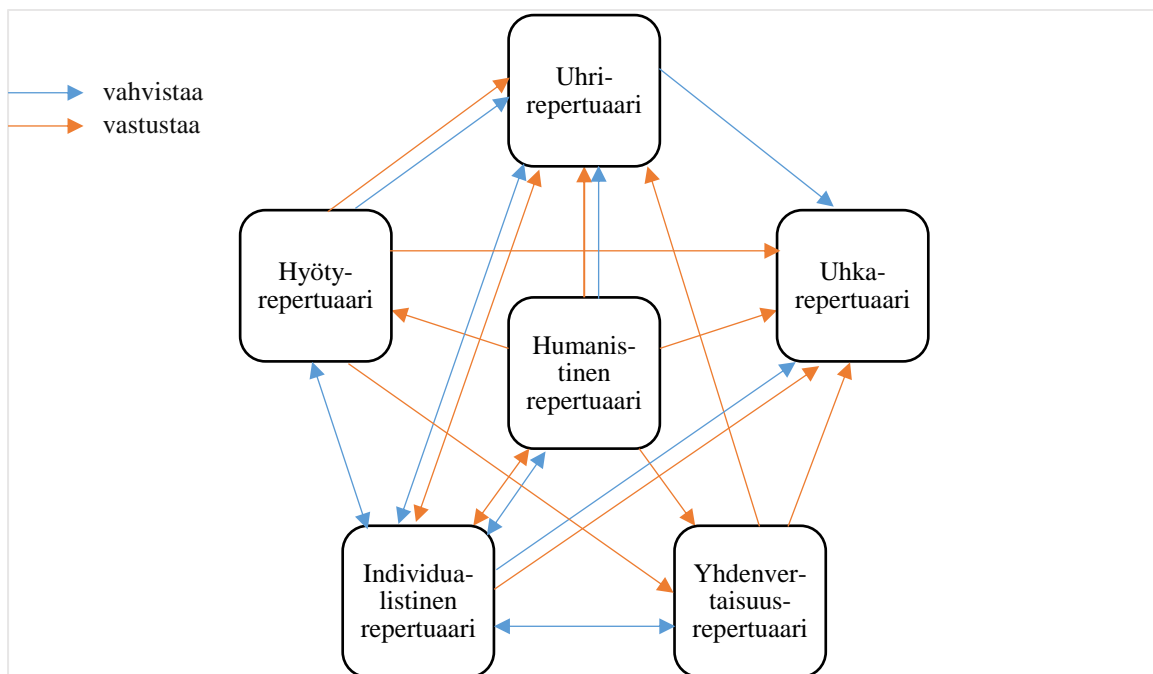 Uhri-
repertuaari
vahvistaa
vastustaa
Hyöty-
repertuaari
Uhka-
repertuaari
Humanis-
tinen
repertuaari
Individua-
listinen
repertuaari
Yhdenver-
taisuus-
repertuaari